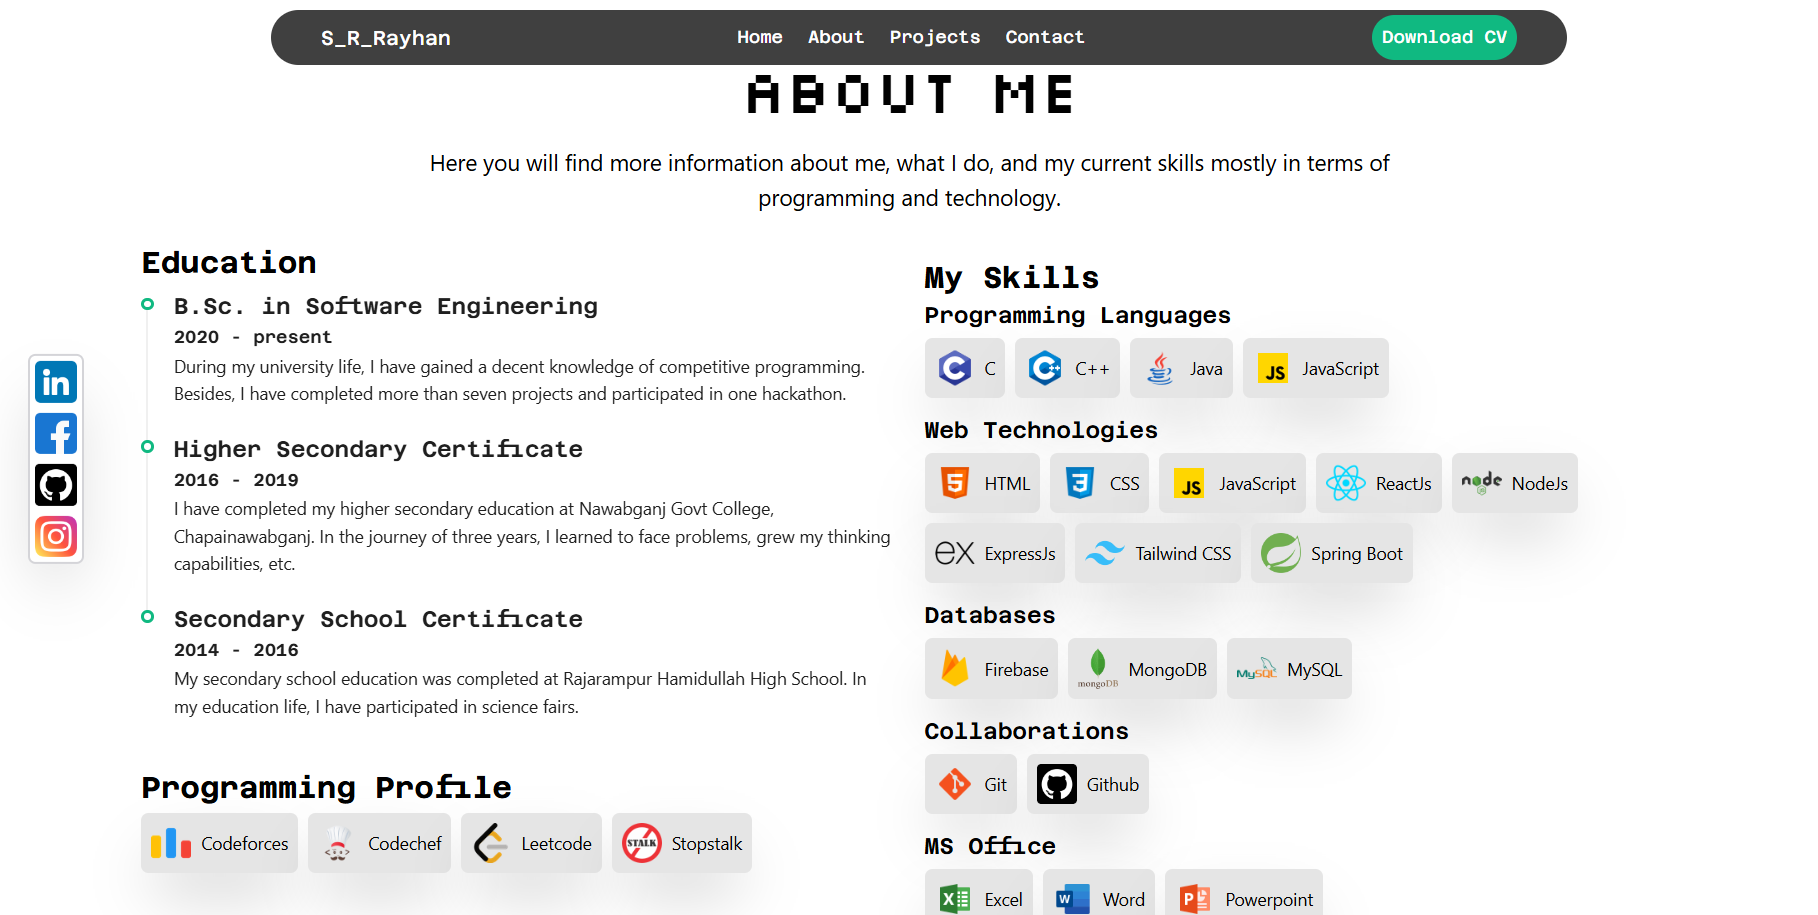 S_R_Rayhan
Home About Projects Contact
Download CV
ABOUT ME
Here you will find more information about me, what I do, and my current skills mostly in terms of
programming and technology.
Education
B.Sc. in Software Engineering
2020 - present
During my university life, I have gained a decent knowledge of competitive programming.
Besides, I have completed more than seven projects and participated in one hackathon.
Higher Secondary Certificate
2016 - 2019
I have completed my higher secondary education at Nawabganj Govt College,
Chapainawabganj. In the journey of three years, I learned to face problems, grew my thinking
capabilities, etc.
Secondary School Certificate
2014 - 2016
My secondary school education was completed at Rajarampur Hamidullah High School. In
my education life, I have participated in science fairs.
Programming Profile
Codeforces Codechef Leetcode STALK Stopstalk
My Skills
Programming Languages
C C C++ Java JS JavaScript
Web Technologies
5 HTML 3 CSS JS JavaScript ReactJs node NodeJs
ex ExpressJs Tailwind CSS Spring Boot
Databases
Firebase mongoDB MongoDB MySQL MySQL
Collaborations
Git Github
MS Office
X Excel W Word P Powerpoint
in